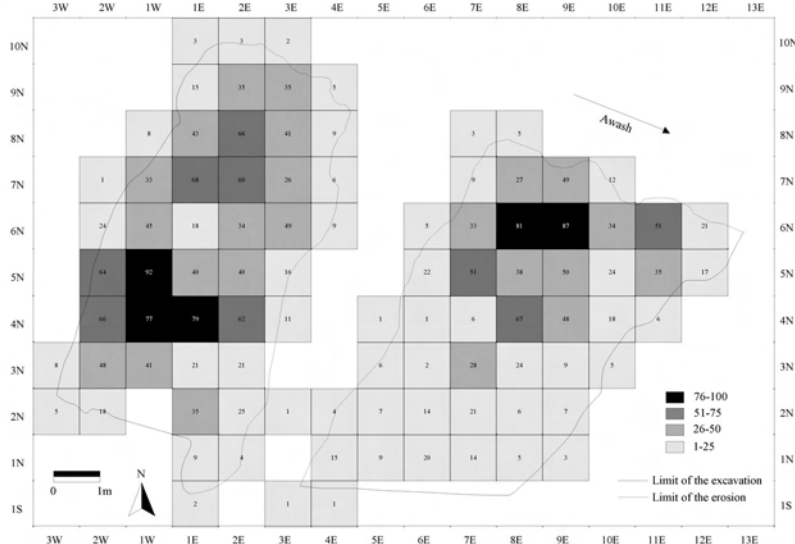 3W 2W 1W 1E 2E 3E 4E 5E 6E 7E 8E 9E 10E 11E 12E 13E
10N 3 3 2 10N
9N 15 35 35 5 9N
Awash
8N 8 43 66 41 9 3 5 8N
7N 1 33 68 60 26 6 9 27 49 12 7N
6N 24 45 18 34 49 9 5 33 81 87 34 51 21 6N
5N 64 92 40 40 16 22 51 38 50 24 35 17 5N
4N 66 77 79 62 11 1 1 6 67 48 18 6 4N
3N 8 48 41 21 21 6 2 28 24 9 5 3N
76-100
51-75
26-50
1-25
2N 5 18 35 25 1 4 7 14 21 6 7 2N
1N 9 4 15 9 20 14 5 3 1N
N
0 1m
Limit of the excavation
Limit of the erosion
1S 2 1 1 1S
3W 2W 1W 1E 2E 3E 4E 5E 6E 7E 8E 9E 10E 11E 12E 13E